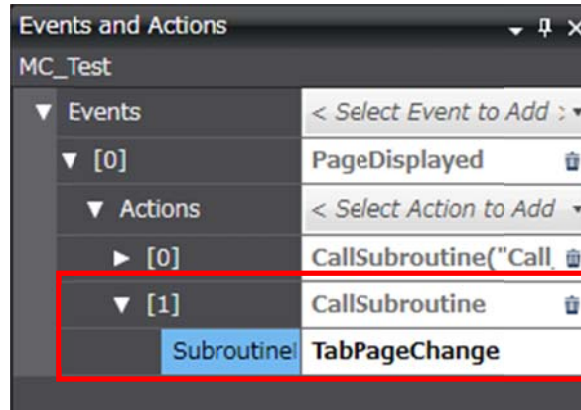 Events and Actions
MC_Test
Events < Select Event to Add >
[0] PageDisplayed
Actions < Select Action to Add
[0] CallSubroutine("Call_
[1] CallSubroutine
Subroutine TabPageChange